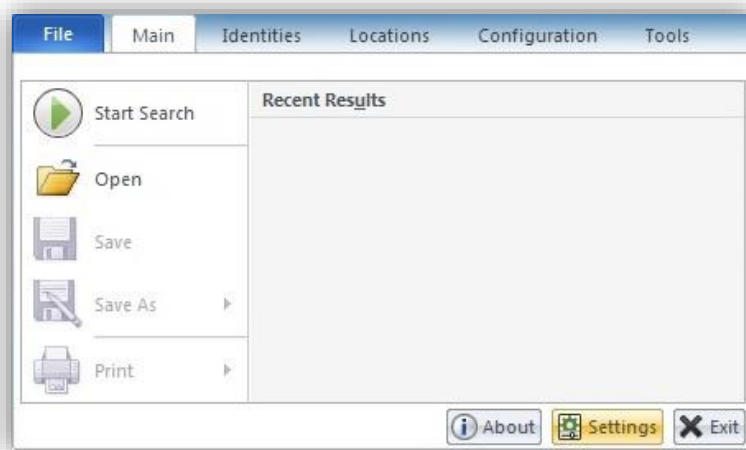 File Main Identities Locations Configuration Tools
Start Search
Recent Results
Open
Save
Save As
Print
About Settings Exit